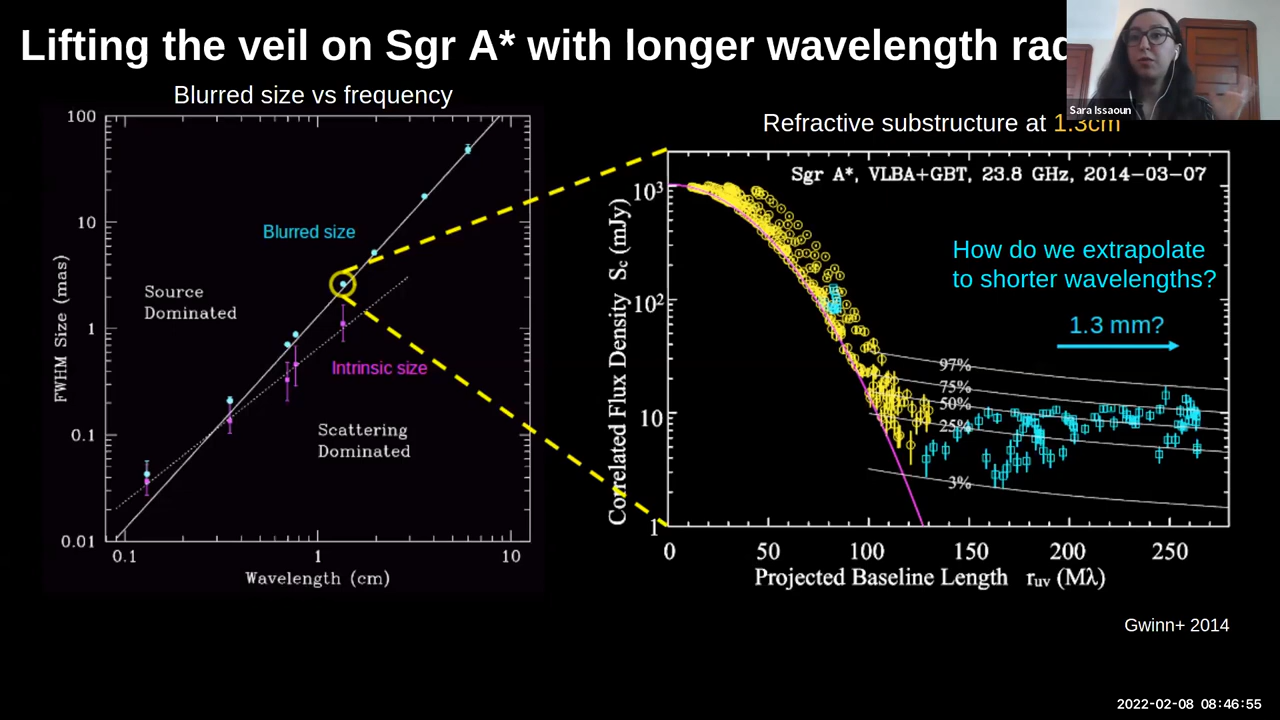 Lifting the veil on Sgr A* with longer wavelength
Sara Issaoun
Blurred size vs frequency
100
10
1
0.1
0.01
FWHM Size (mas)
Blurred size
Source
Dominated
Intrinsic size
Scattering
Dominated
0.1
1
10
Wavelength (cm)
Refractive substructure at 1.3cm
Sgr A*, VLBA+GBT, 23.8 GHz, 2014-03-07
How do we extrapolate
to shorter wavelengths?
1.3 mm?
10³
10²
10
1
Correlated Flux Density Sc (mJy)
97%
75%
50%
25%
3%
0
50
100
150
200
250
Projected Baseline Length ruv (Mλ)
Gwinn+ 2014
2022-02-08 08:46:55